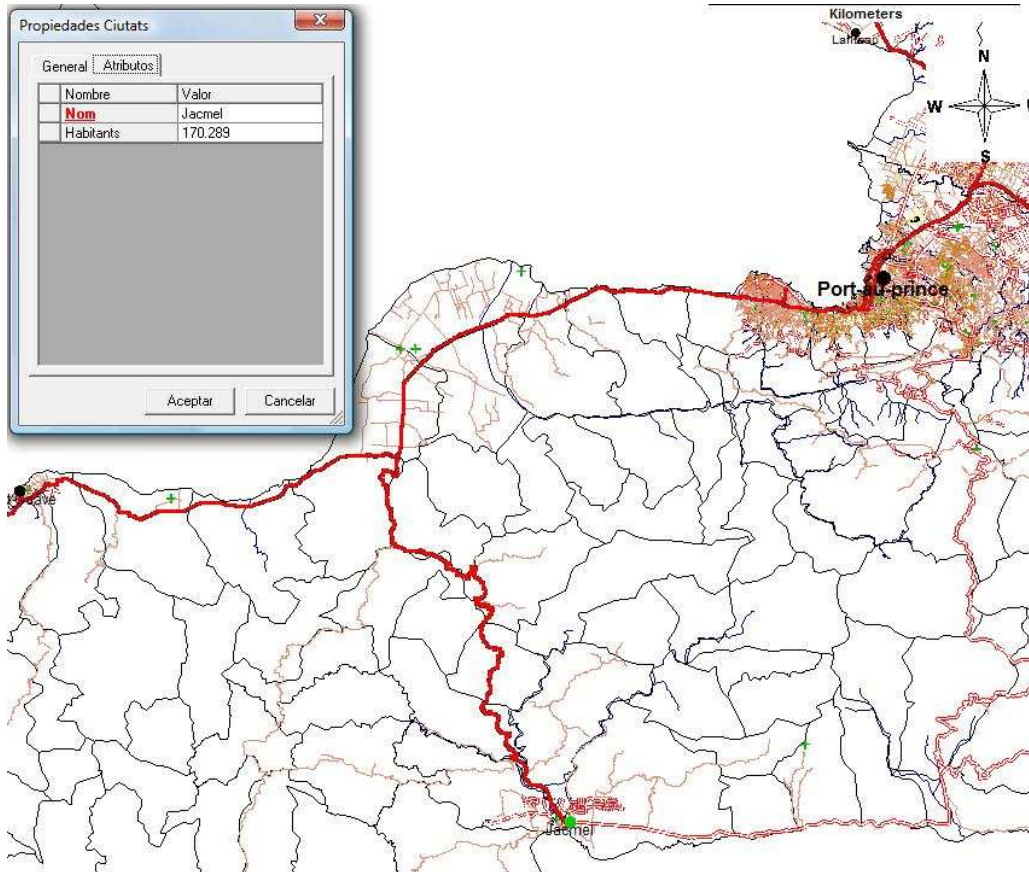 Propiedades Ciutats
General Atributos
Nombre Valor
Nom Jacmel
Habitants 170.289
Aceptar Cancelar
Kilometers
N
W
S
Port-au-prince
Jacmel